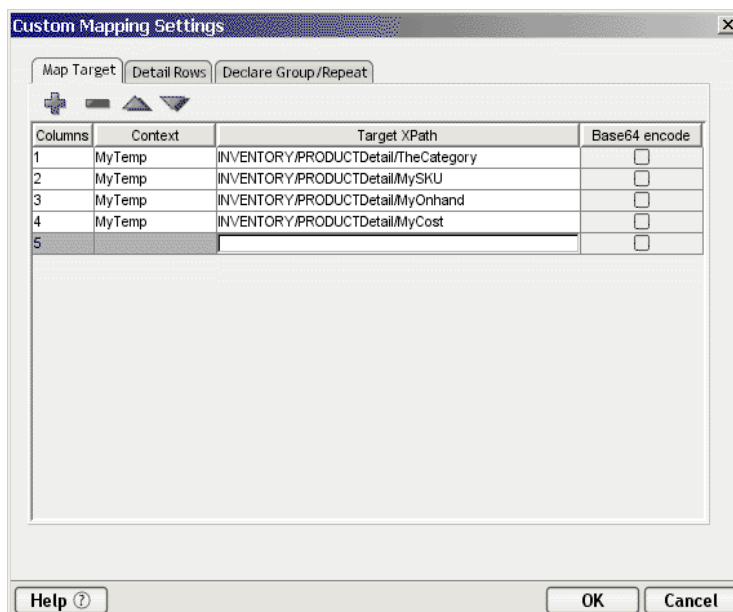 Custom Mapping Settings
Map Target Detail Rows Declare Group/Repeat
Columns Context Target XPath Base64 encode
1 MyTemp INVENTORY/PRODUCTDetail/TheCategory
2 MyTemp INVENTORY/PRODUCTDetail/MySKU
3 MyTemp INVENTORY/PRODUCTDetail/MyOnhand
4 MyTemp INVENTORY/PRODUCTDetail/MyCost
5
Help ? OK Cancel